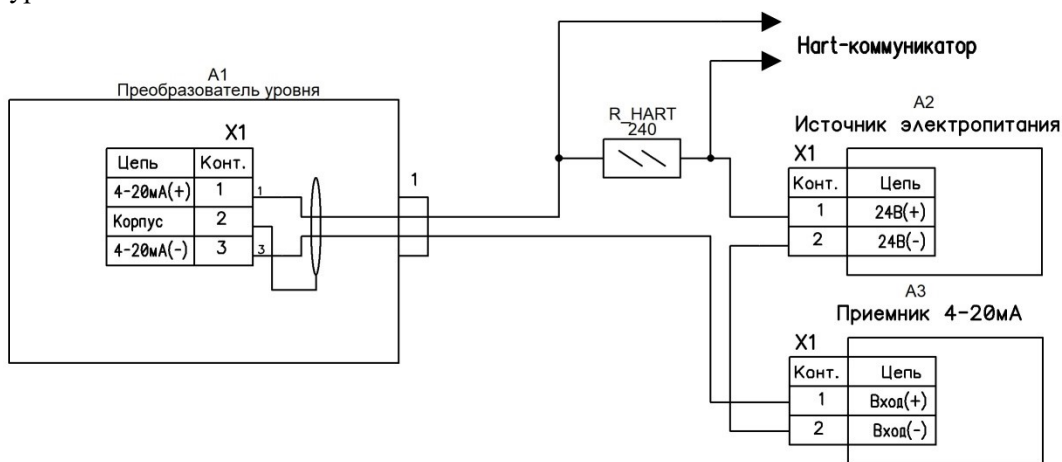 ур
Hart-коммуникатор
A1
Преобразователь уровня
X1
Цепь Конт.
4-20мА(+) 1 1
Корпус 2
4-20мА(-) 3 3
1
R_HART
240
A2
Источник электропитания
X1
Конт. Цепь
1 24В(+)
2 24В(-)
A3
Приемник 4-20мА
X1
Конт. Цепь
1 Вход(+)
2 Вход(-)